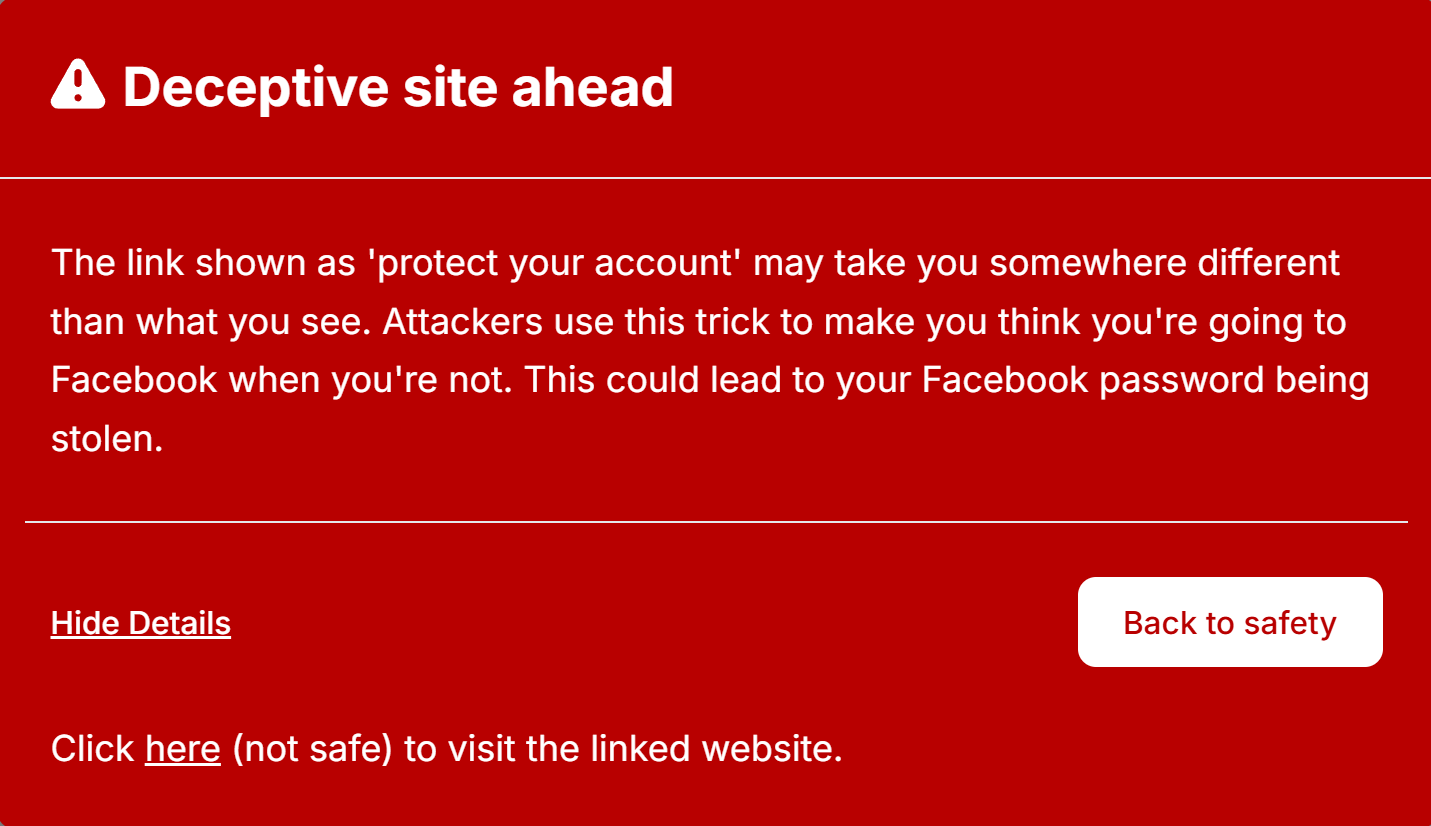 Deceptive site ahead
The link shown as 'protect your account' may take you somewhere different
than what you see. Attackers use this trick to make you think you're going to
Facebook when you're not. This could lead to your Facebook password being
stolen.
Hide Details
Back to safety
Click here (not safe) to visit the linked website.